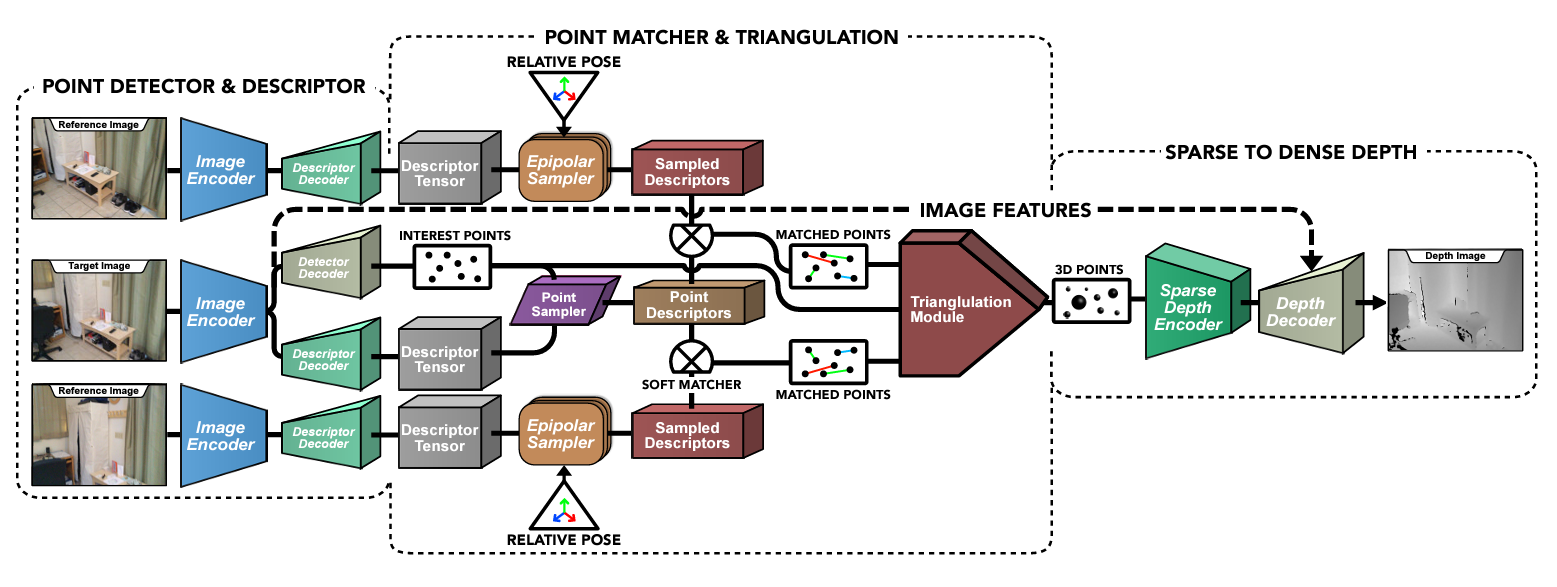 POINT MATCHER & TRIANGULATION
RELATIVE POSE
POINT DETECTOR & DESCRIPTOR
Reference Image
Image
Encoder
Descriptor
Decoder
Descriptor
Tensor
Epipolar
Sampler
Sampled
Descriptors
SPARSE TO DENSE DEPTH
IMAGE FEATURES
Target Image
Image
Encoder
Detector
Decoder
INTEREST POINTS
MATCHED POINTS
Point
Sampler
Point
Descriptors
Trianglulation
Module
3D POINTS
Sparse
Depth
Encoder
Depth
Decoder
Depth Image
Descriptor
Decoder
Descriptor
Tensor
SOFT MATCHER
MATCHED POINTS
Reference Image
Image
Encoder
Descriptor
Decoder
Descriptor
Tensor
Epipolar
Sampler
Sampled
Descriptors
RELATIVE POSE